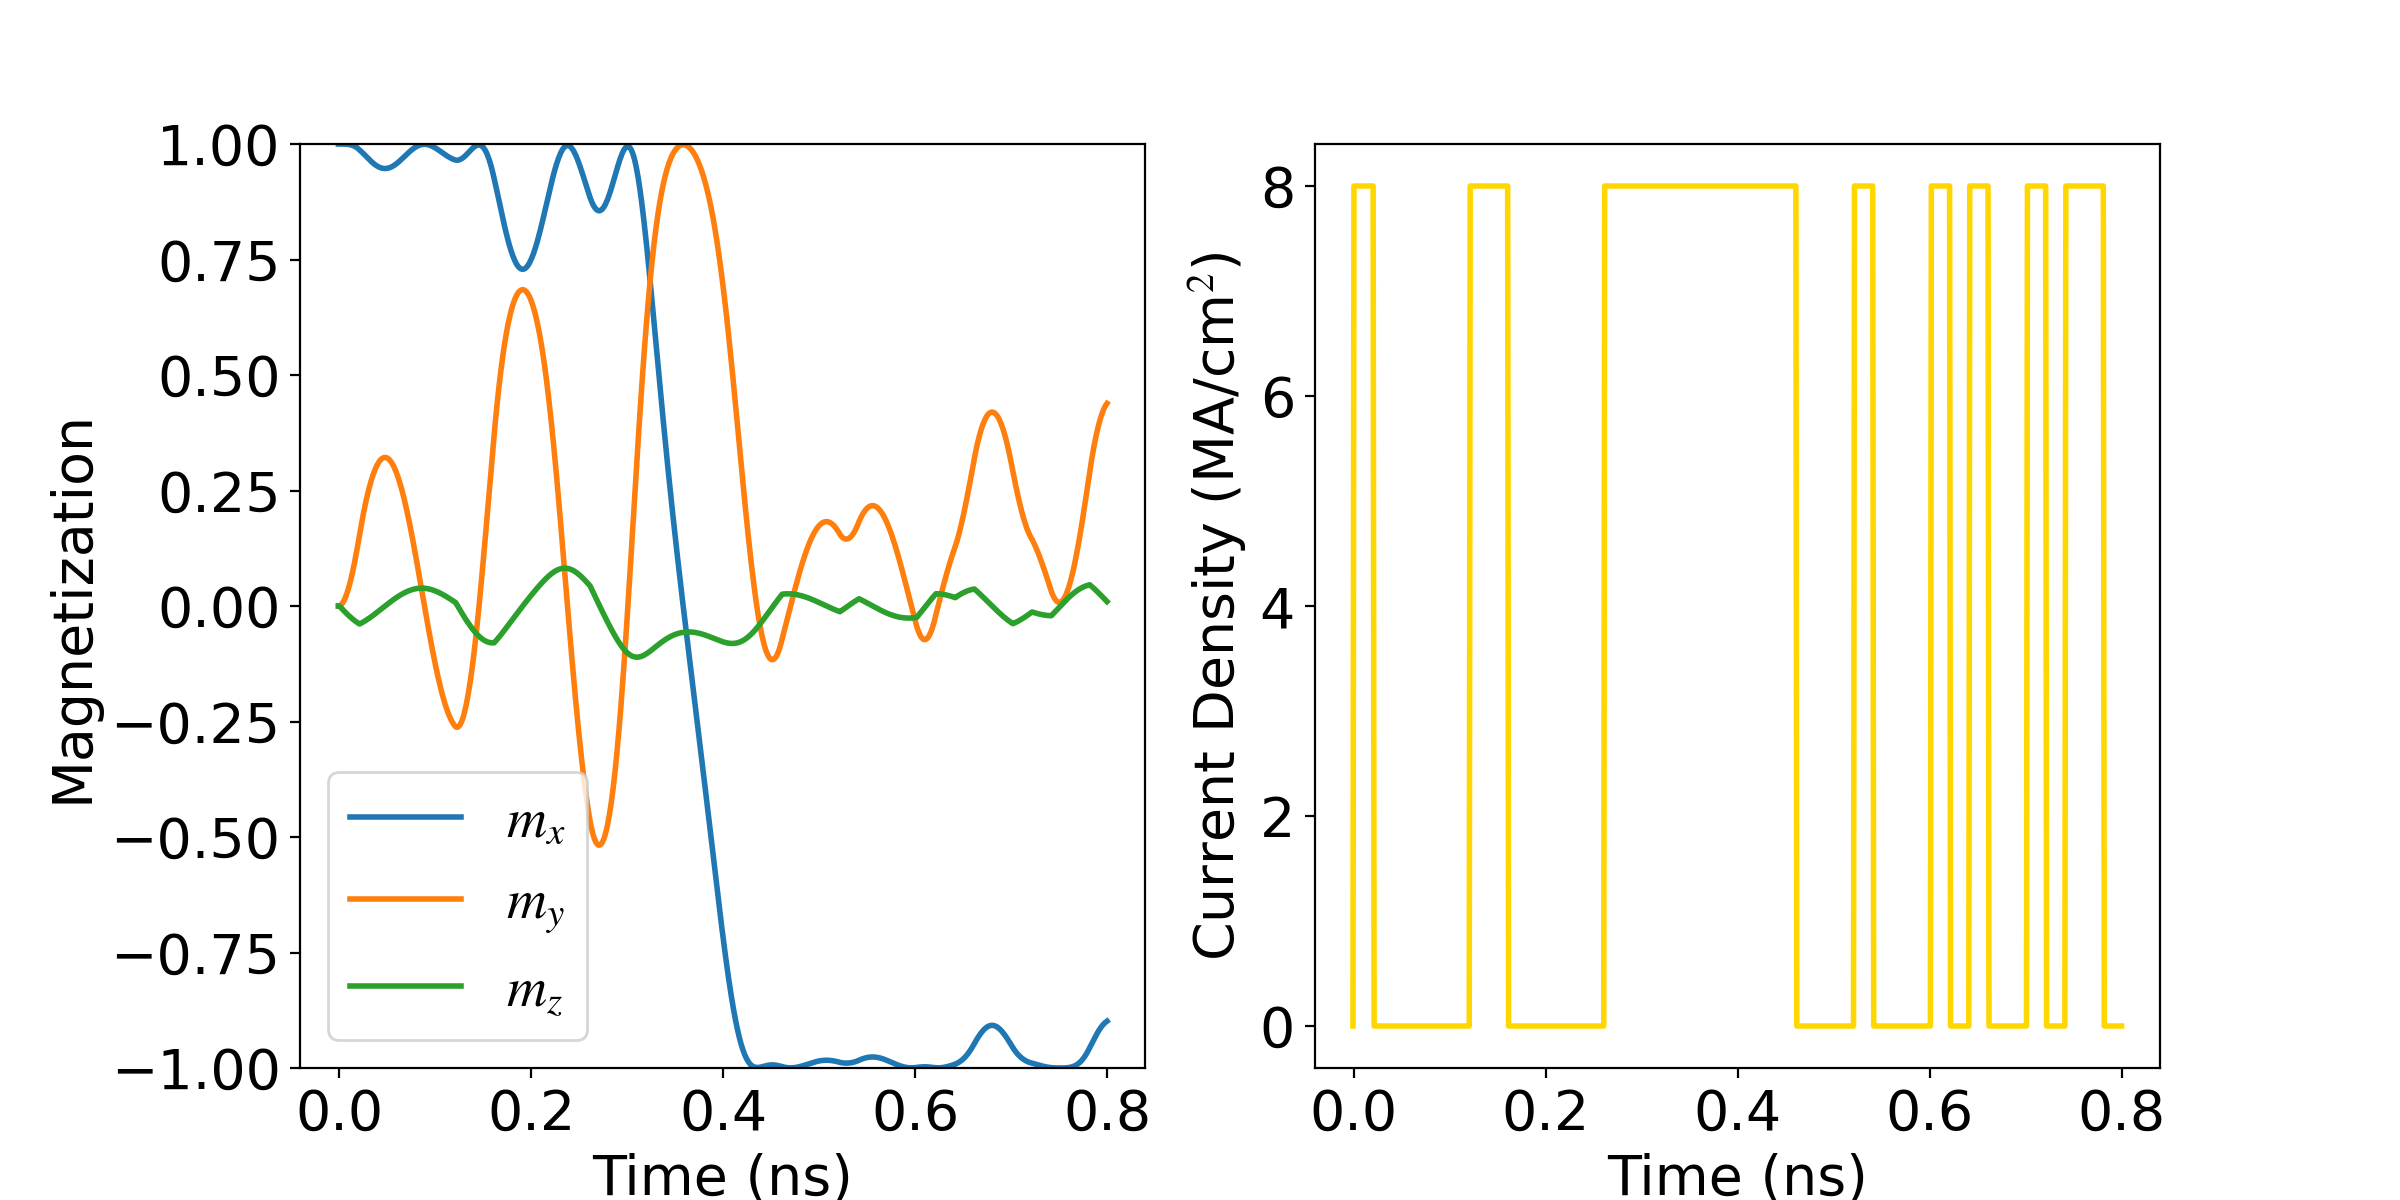 Magnetization
1.00
0.75
0.50
0.25
0.00
−0.25
−0.50
−0.75
−1.00
m_x
m_y
m_z
0.0 0.2 0.4 0.6 0.8
Time (ns)
Current Density (MA/cm²)
8
6
4
2
0
0.0 0.2 0.4 0.6 0.8
Time (ns)